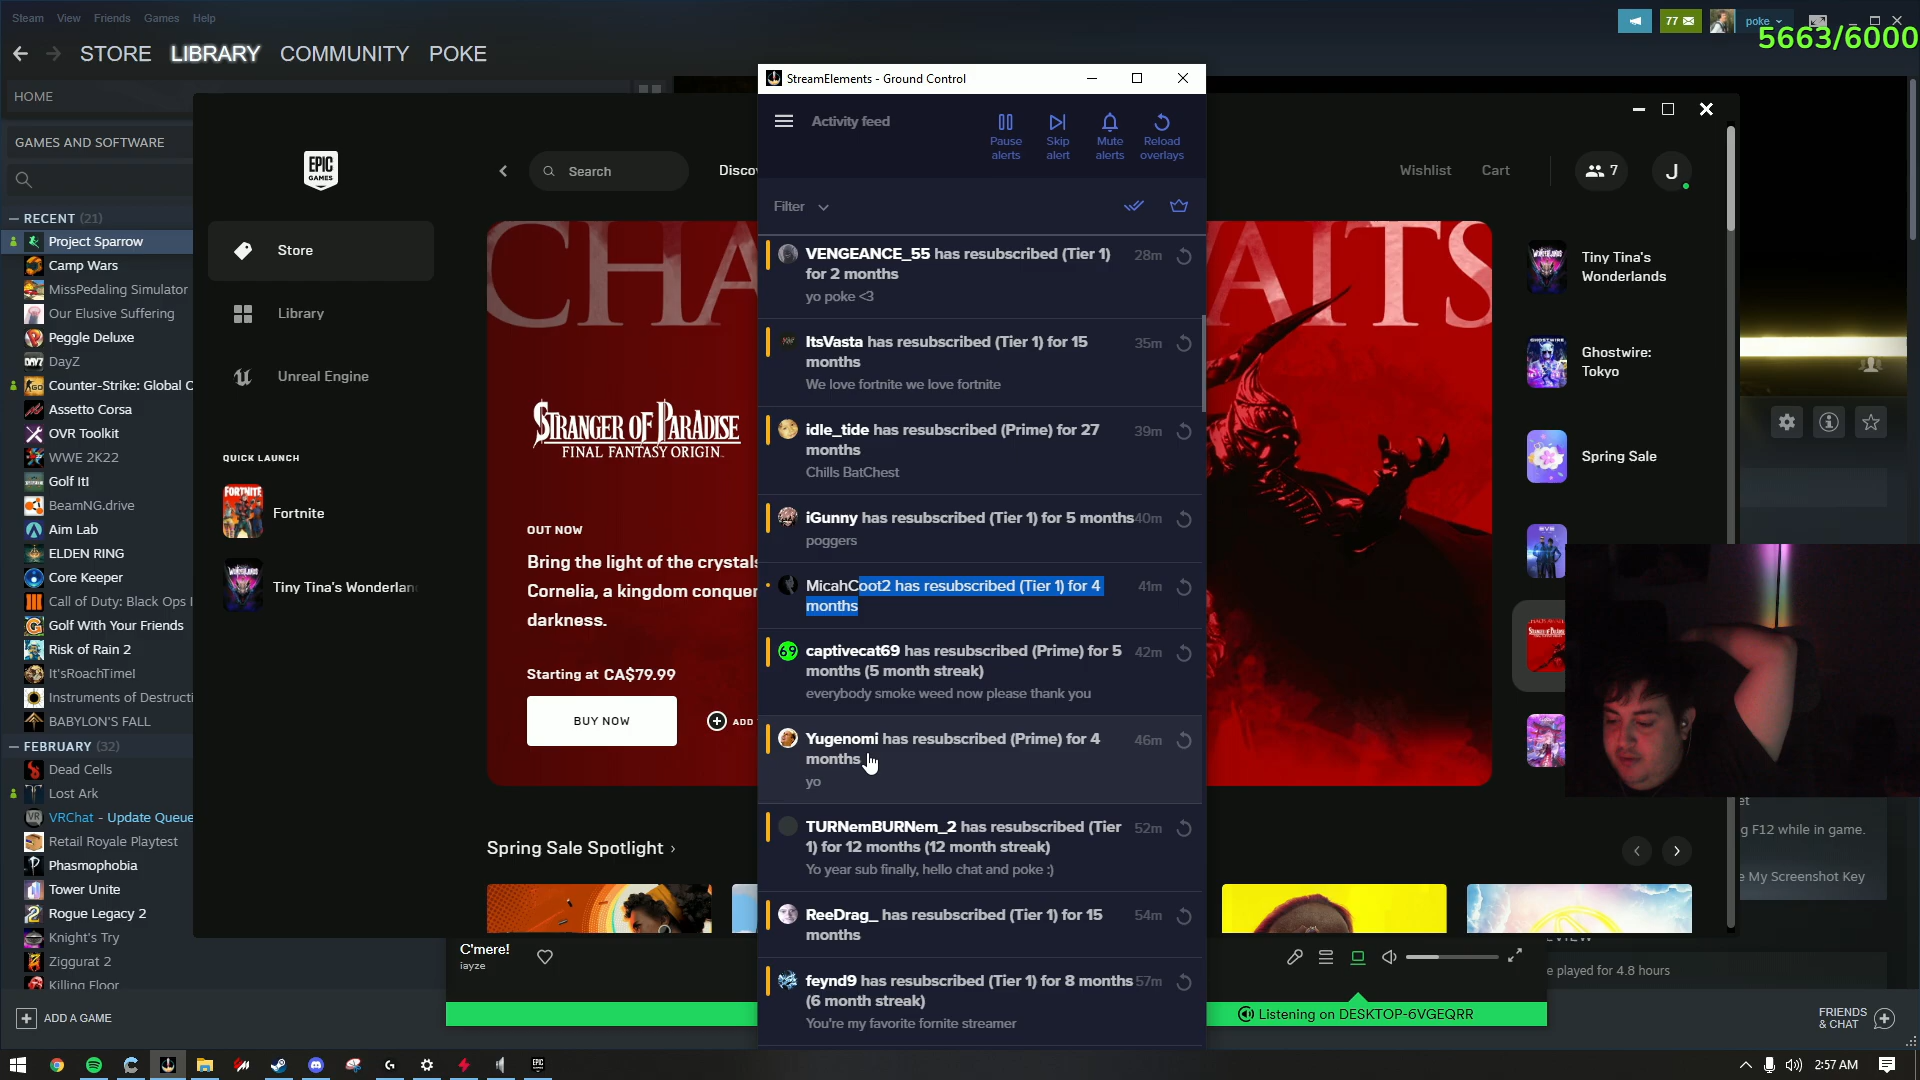 Steam View Friends Games Help
77
poke
5663/6000
STORE LIBRARY COMMUNITY POKE
HOME
GAMES AND SOFTWARE
— RECENT (21)
Project Sparrow
Camp Wars
MissPedaling Simulator
Our Elusive Suffering
Peggle Deluxe
DayZ
Counter-Strike: Global O
Assetto Corsa
OVR Toolkit
WWE 2K22
Golf It!
BeamNG.drive
Aim Lab
ELDEN RING
Core Keeper
Call of Duty: Black Ops I
Golf With Your Friends
Risk of Rain 2
It'sRoachTime!
Instruments of Destructi
BABYLON'S FALL
— FEBRUARY (32)
Dead Cells
Lost Ark
VRChat - Update Queue
Retail Royale Playtest
Phasmophobia
Tower Unite
Rogue Legacy 2
Knight's Try
Ziggurat 2
Killing Floor
ADD A GAME
EPIC
GAMES
Store
Library
Unreal Engine
QUICK LAUNCH
Fortnite
Tiny Tina's Wonderlan
Search
Disco
Wishlist
Cart
7
J
CHA
AITS
STRANGER OF PARADISE
FINAL FANTASY ORIGIN
OUT NOW
Bring the light of the crystals
Cornelia, a kingdom conquer
darkness.
Starting at CA$79.99
BUY NOW
ADD
Spring Sale Spotlight ›
StreamElements - Ground Control
Activity feed
Pause
alerts
Skip
alert
Mute
alerts
Reload
overlays
Filter
VENGEANCE_55 has resubscribed (Tier 1) 28m
for 2 months
yo poke <3
ItsVasta has resubscribed (Tier 1) for 15 35m
months
We love fortnite we love fortnite
idle_tide has resubscribed (Prime) for 27 39m
months
Chills BatChest
iGunny has resubscribed (Tier 1) for 5 months 40m
poggers
MicahCoot2 has resubscribed (Tier 1) for 4 41m
months
captivecat69 has resubscribed (Prime) for 5 42m
months (5 month streak)
everybody smoke weed now please thank you
Yugenomi has resubscribed (Prime) for 4 46m
months
yo
TURNemBURNem_2 has resubscribed (Tier 52m
1) for 12 months (12 month streak)
Yo year sub finally, hello chat and poke :)
ReeDrag_ has resubscribed (Tier 1) for 15 54m
months
feynd9 has resubscribed (Tier 1) for 8 months 57m
(6 month streak)
You're my favorite fornite streamer
Tiny Tina's
Wonderlands
Ghostwire:
Tokyo
Spring Sale
et
g F12 while in game.
e My Screenshot Key
e played for 4.8 hours
C'mere!
iayze
Listening on DESKTOP-6VGEQRR
FRIENDS
& CHAT
2:57 AM